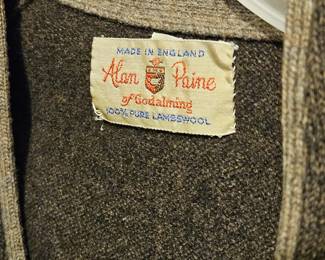 MADE IN ENGLAND
Alan Paine
of Godalming
100% PURE LAMBSWOOL